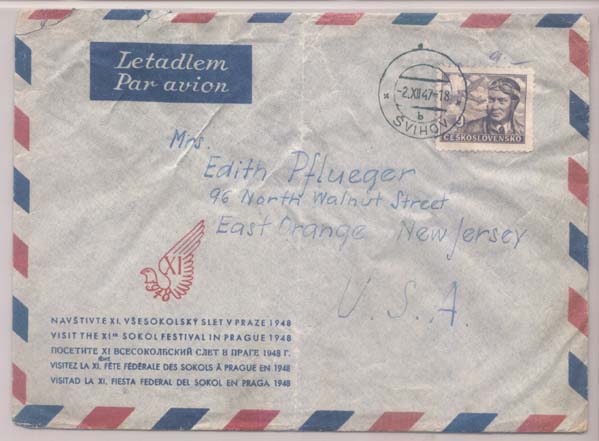 Letadlem
Par avion
-2.XII.47-18
b
ŠVIHOV
ČESKOSLOVENSKO
Mrs.
Edith Pflueger
96 North Walnut Street
East Orange New Jersey
U.S.A.
XI
1948
NAVŠTIVTE XI. VŠESOKOLSKÝ SLET V PRAZE 1948
VISIT THE XIth SOKOL FESTIVAL IN PRAGUE 1948
ПОСЕТИТЕ XI ВСЕСОКОЛЬСКИЙ СЛЕТ В ПРАГЕ 1948 Г.
VISITEZ LA XI. FÊTE FÉDÉRALE DES SOKOLS À PRAGUE EN 1948
VISITAD LA XI. FIESTA FEDERAL DEL SOKOL EN PRAGA 1948